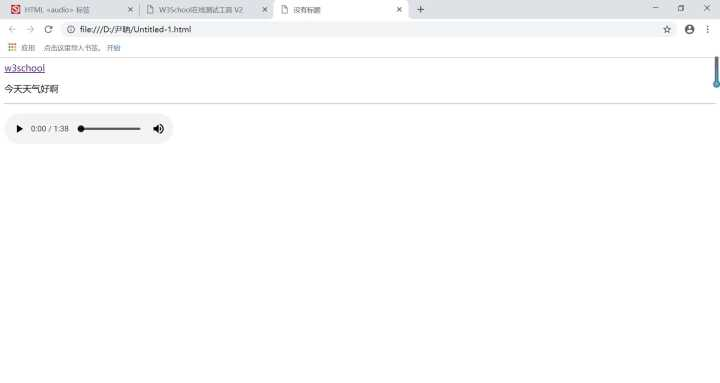 HTML <audio> 标签
W3School在线测试工具 V2
没有标题
file:///D:/尹聃/Untitled-1.html
应用 点击这里导入书签。 开始
w3school
今天天气好啊
0:00 / 1:38